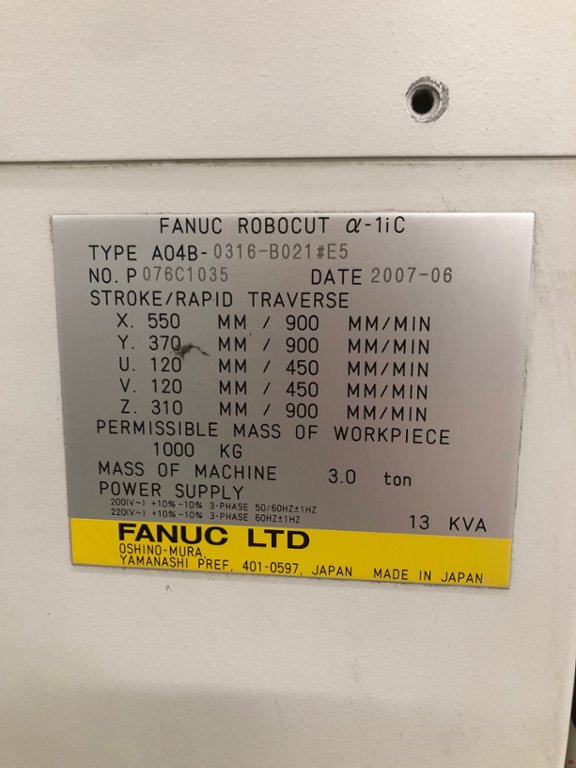 FANUC ROBOCUT α-1iC
TYPE A04B-0316-B021#E5
NO. P 076C1035 DATE 2007-06
STROKE/RAPID TRAVERSE
X. 550 MM / 900 MM/MIN
Y. 370 MM / 900 MM/MIN
U. 120 MM / 450 MM/MIN
V. 120 MM / 450 MM/MIN
Z. 310 MM / 900 MM/MIN
PERMISSIBLE MASS OF WORKPIECE
1000 KG
MASS OF MACHINE 3.0 ton
POWER SUPPLY
200(V~) +10%-10% 3-PHASE 50/60HZ±1HZ
220(V~) +10%-10% 3-PHASE 60HZ±1HZ 13 KVA
FANUC LTD
OSHINO-MURA,
YAMANASHI PREF. 401-0597, JAPAN MADE IN JAPAN